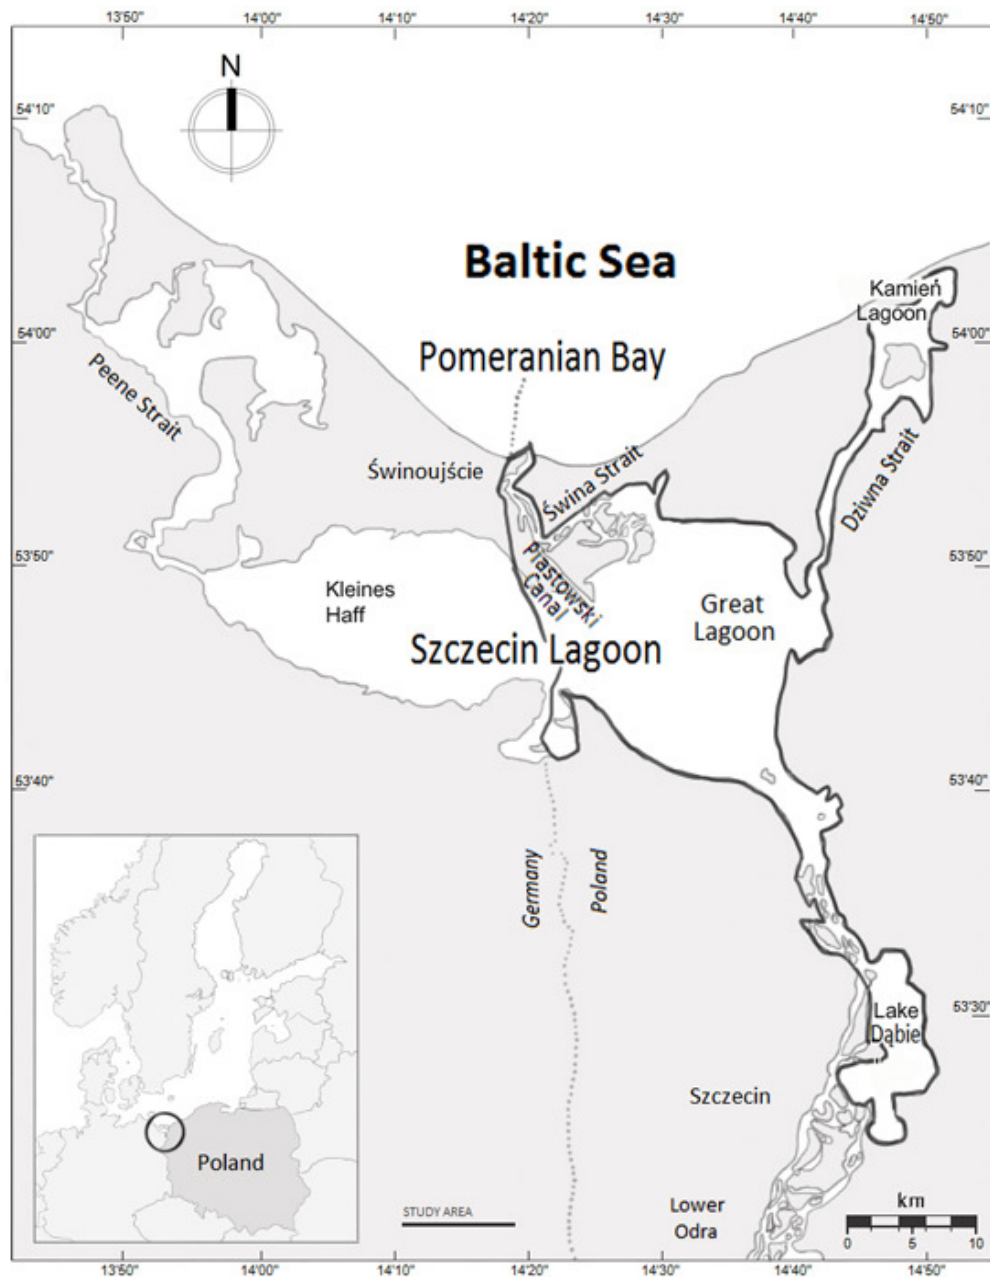 13'50" 14'00" 14'10" 14'20" 14'30" 14'40" 14'50"
N
54'10" 54'10"
Baltic Sea
Kamień
Lagoon
54'00" 54'00"
Pomeranian Bay
Peene Strait
Świnoujście
Świna Strait
Dziwna Strait
53'50" 53'50"
Piastowski
Canal
Kleines
Haff
Great
Lagoon
Szczecin Lagoon
53'40" 53'40"
Germany
Poland
53'30"
Lake
Dąbie
Szczecin
Poland
STUDY AREA
Lower
Odra
km
0 5 10
13'50" 14'00" 14'10" 14'20" 14'30" 14'40" 14'50"